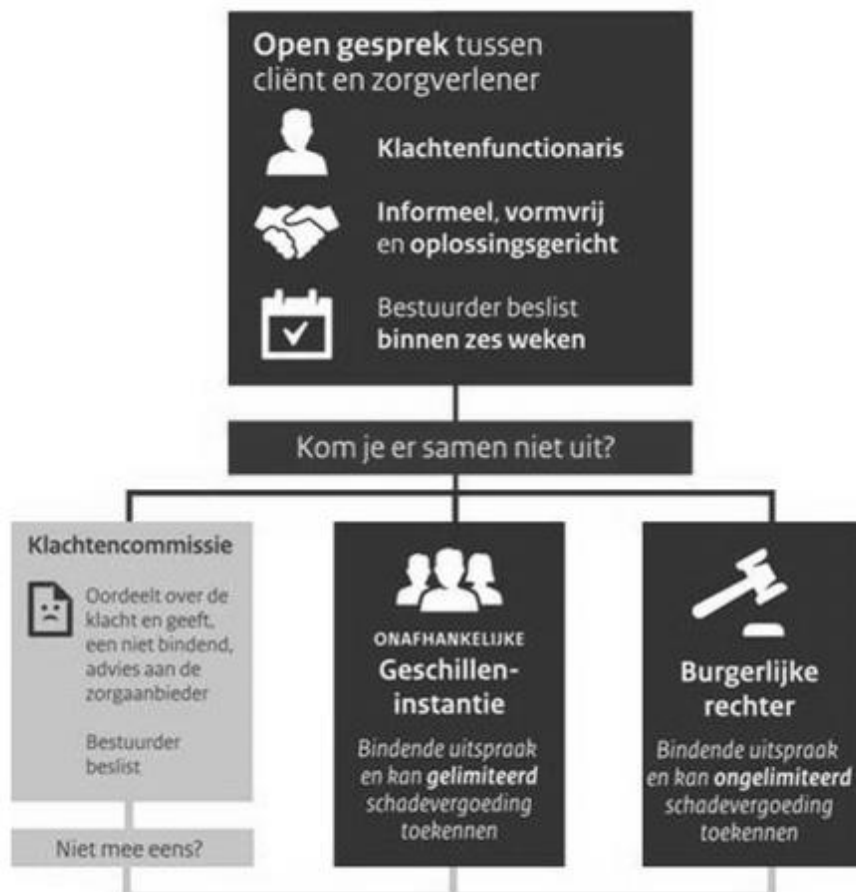 Open gesprek tussen
cliënt en zorgverlener
Klachtenfunctionaris
Informeel, vormvrij
en oplossingsgericht
Bestuurder beslist
binnen zes weken
Kom je er samen niet uit?
Klachtencommissie
Oordeelt over de
klacht en geeft,
een niet bindend,
advies aan de
zorgaanbieder
Bestuurder
beslist
Niet mee eens?
ONAFHANKELIJKE
Geschillen-
instantie
Bindende uitspraak
en kan gelimiteerd
schadevergoeding
toekennen
Burgerlijke
rechter
Bindende uitspraak
en kan ongelimiteerd
schadevergoeding
toekennen